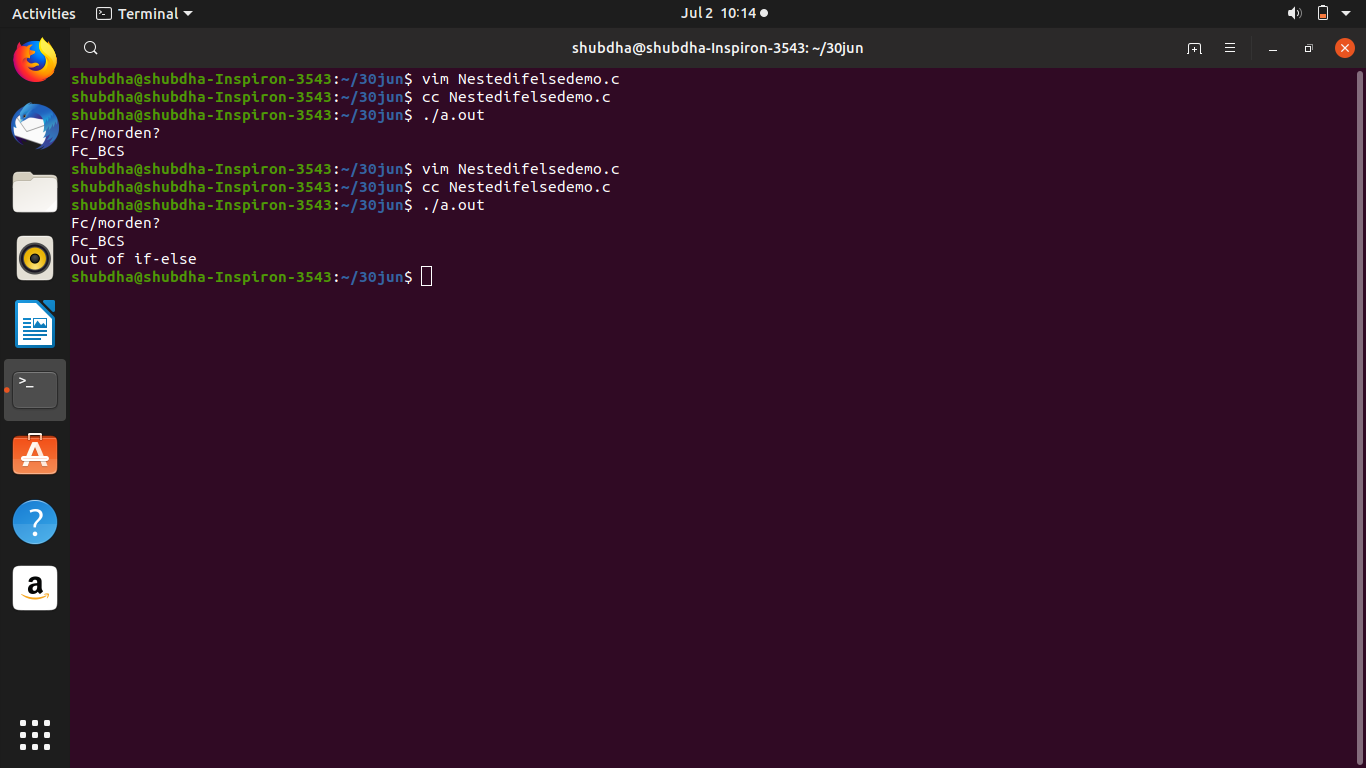 Activities Terminal Jul 2 10:14
shubdha@shubdha-Inspiron-3543: ~/30jun
shubdha@shubdha-Inspiron-3543:~/30jun$ vim Nestedifelsedemo.c
shubdha@shubdha-Inspiron-3543:~/30jun$ cc Nestedifelsedemo.c
shubdha@shubdha-Inspiron-3543:~/30jun$ ./a.out
Fc/morden?
Fc_BCS
shubdha@shubdha-Inspiron-3543:~/30jun$ vim Nestedifelsedemo.c
shubdha@shubdha-Inspiron-3543:~/30jun$ cc Nestedifelsedemo.c
shubdha@shubdha-Inspiron-3543:~/30jun$ ./a.out
Fc/morden?
Fc_BCS
Out of if-else
shubdha@shubdha-Inspiron-3543:~/30jun$